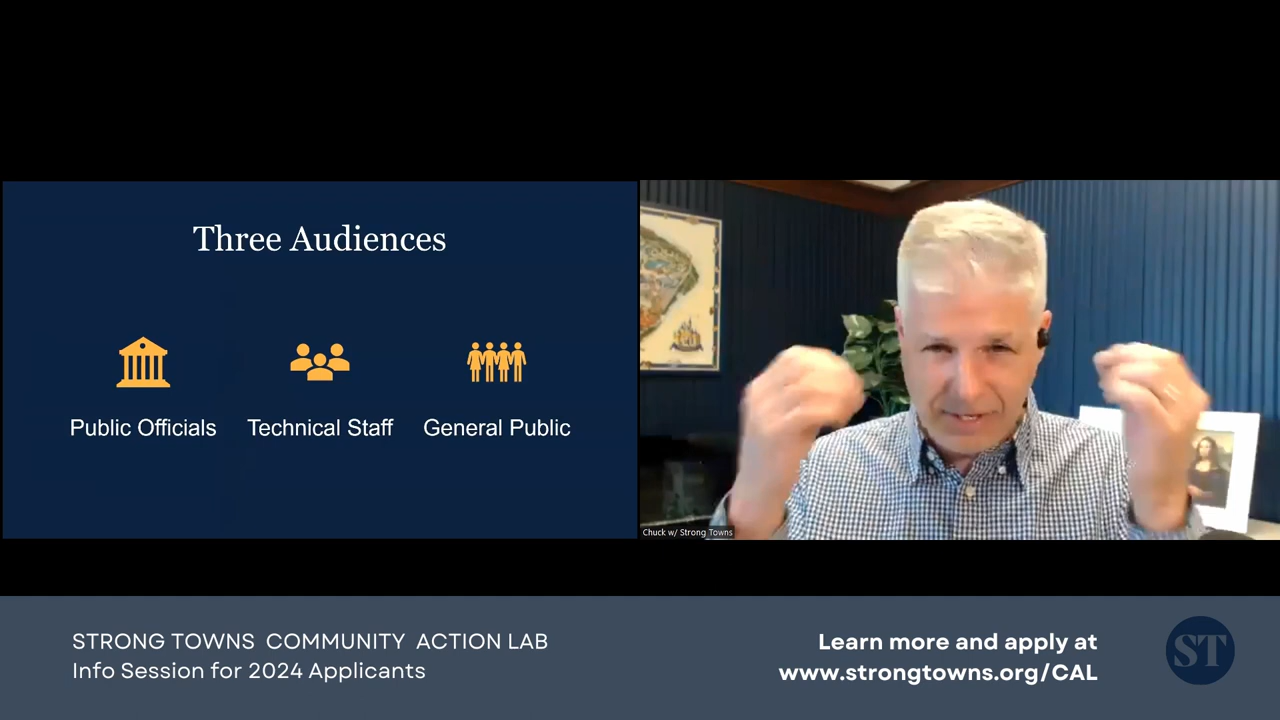 Three Audiences
Public Officials
Technical Staff
General Public
Chuck w/ Strong Towns
STRONG TOWNS COMMUNITY ACTION LAB
Info Session for 2024 Applicants
Learn more and apply at
www.strongtowns.org/CAL
ST